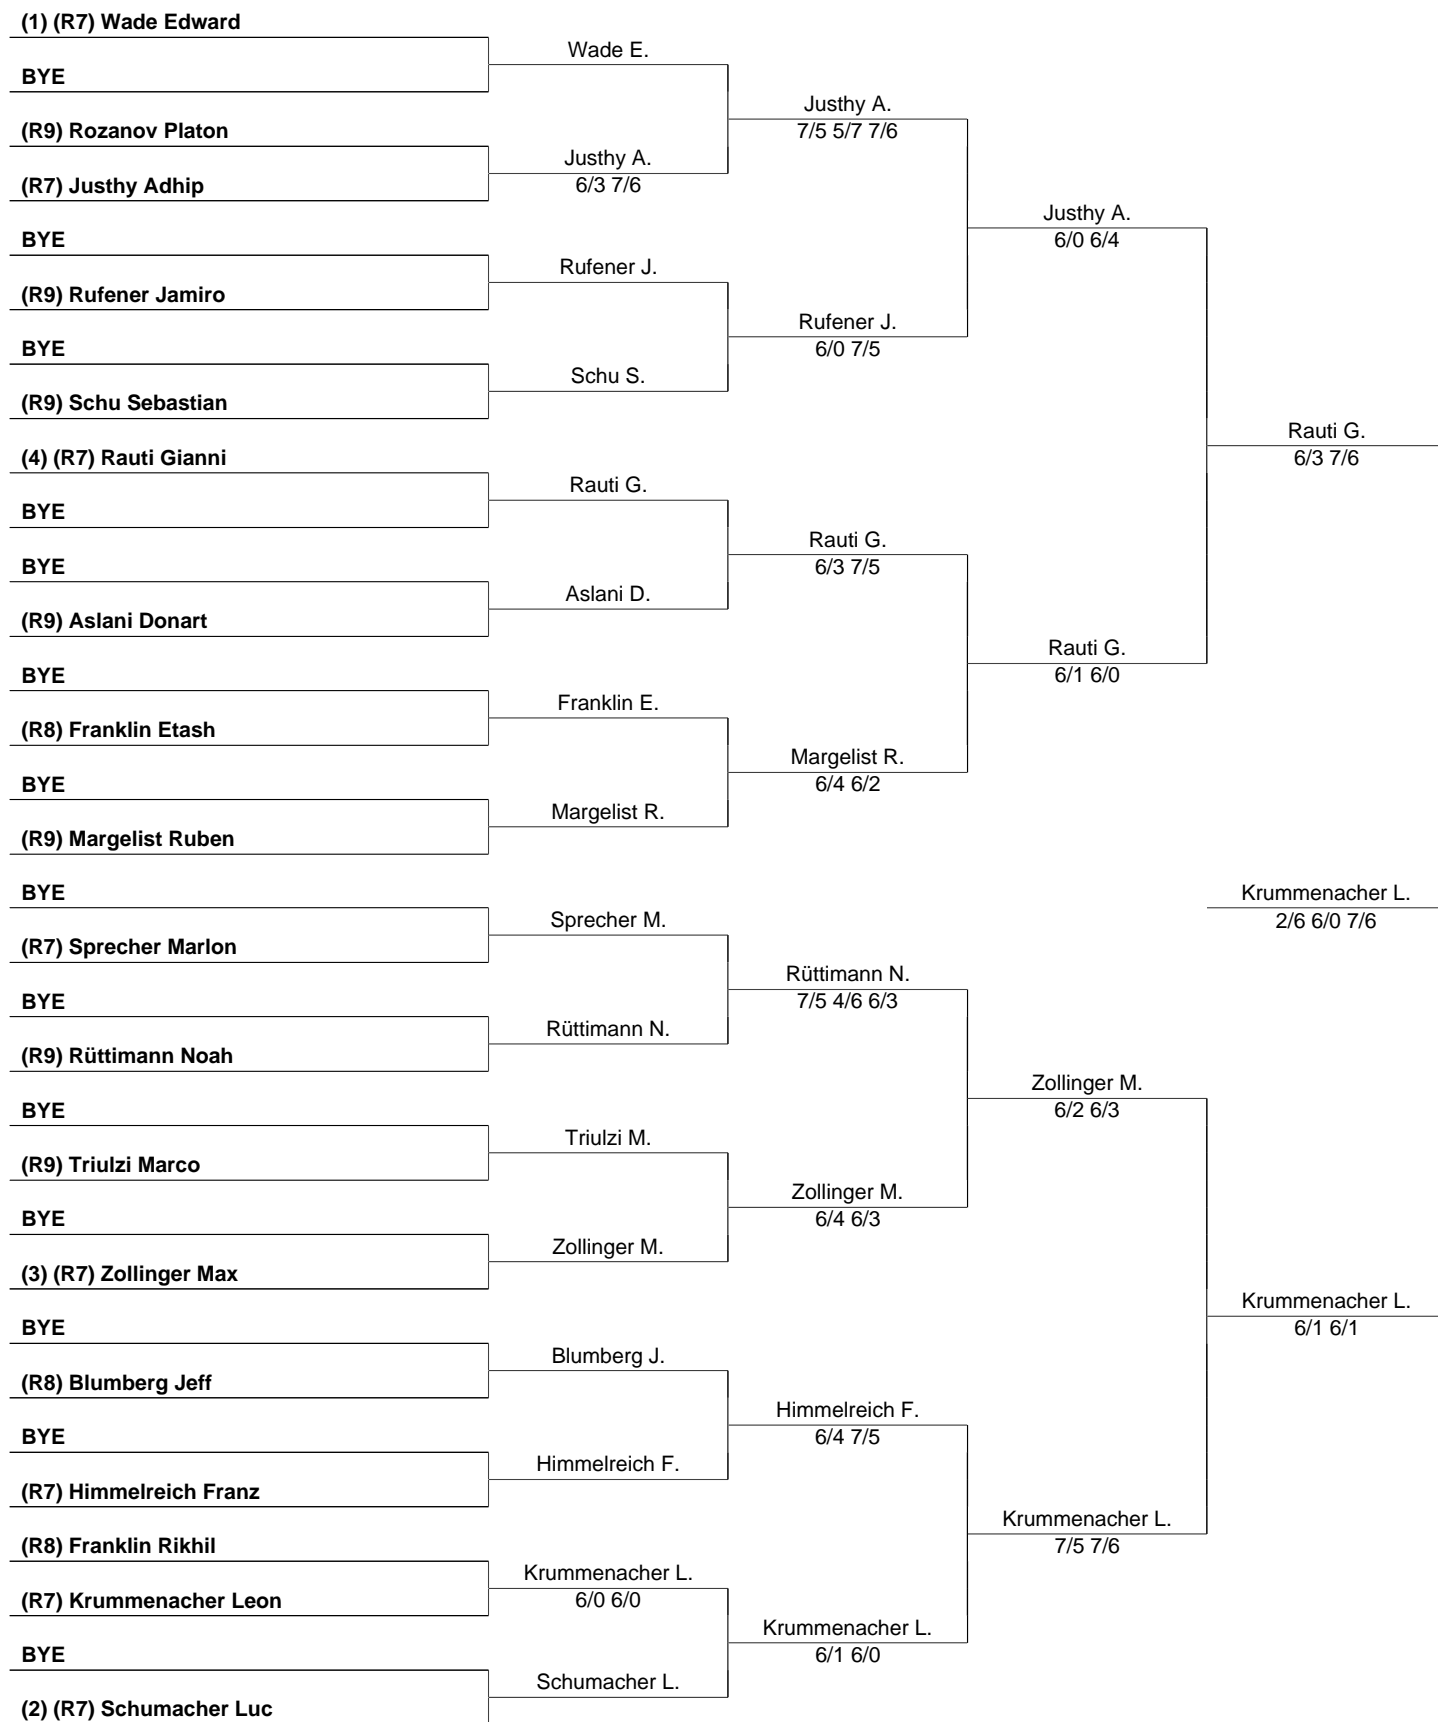 (1) (R7) Wade Edward
BYE
(R9) Rozanov Platon
(R7) Justhy Adhip
BYE
(R9) Rufener Jamiro
BYE
(R9) Schu Sebastian
(4) (R7) Rauti Gianni
BYE
BYE
(R9) Aslani Donart
BYE
(R8) Franklin Etash
BYE
(R9) Margelist Ruben
BYE
(R7) Sprecher Marlon
BYE
(R9) Rüttimann Noah
BYE
(R9) Triulzi Marco
BYE
(3) (R7) Zollinger Max
BYE
(R8) Blumberg Jeff
BYE
(R7) Himmelreich Franz
(R8) Franklin Rikhil
(R7) Krummenacher Leon
BYE
(2) (R7) Schumacher Luc
Wade E.
Justhy A.
6/3 7/6
Rufener J.
Schu S.
Rauti G.
Aslani D.
Franklin E.
Margelist R.
Sprecher M.
Rüttimann N.
Triulzi M.
Zollinger M.
Blumberg J.
Himmelreich F.
Krummenacher L.
6/0 6/0
Schumacher L.
Justhy A.
7/5 5/7 7/6
Rufener J.
6/0 7/5
Rauti G.
6/3 7/5
Margelist R.
6/4 6/2
Rüttimann N.
7/5 4/6 6/3
Zollinger M.
6/4 6/3
Himmelreich F.
6/4 7/5
Krummenacher L.
6/1 6/0
Justhy A.
6/0 6/4
Rauti G.
6/1 6/0
Zollinger M.
6/2 6/3
Krummenacher L.
7/5 7/6
Rauti G.
6/3 7/6
Krummenacher L.
2/6 6/0 7/6
Krummenacher L.
6/1 6/1